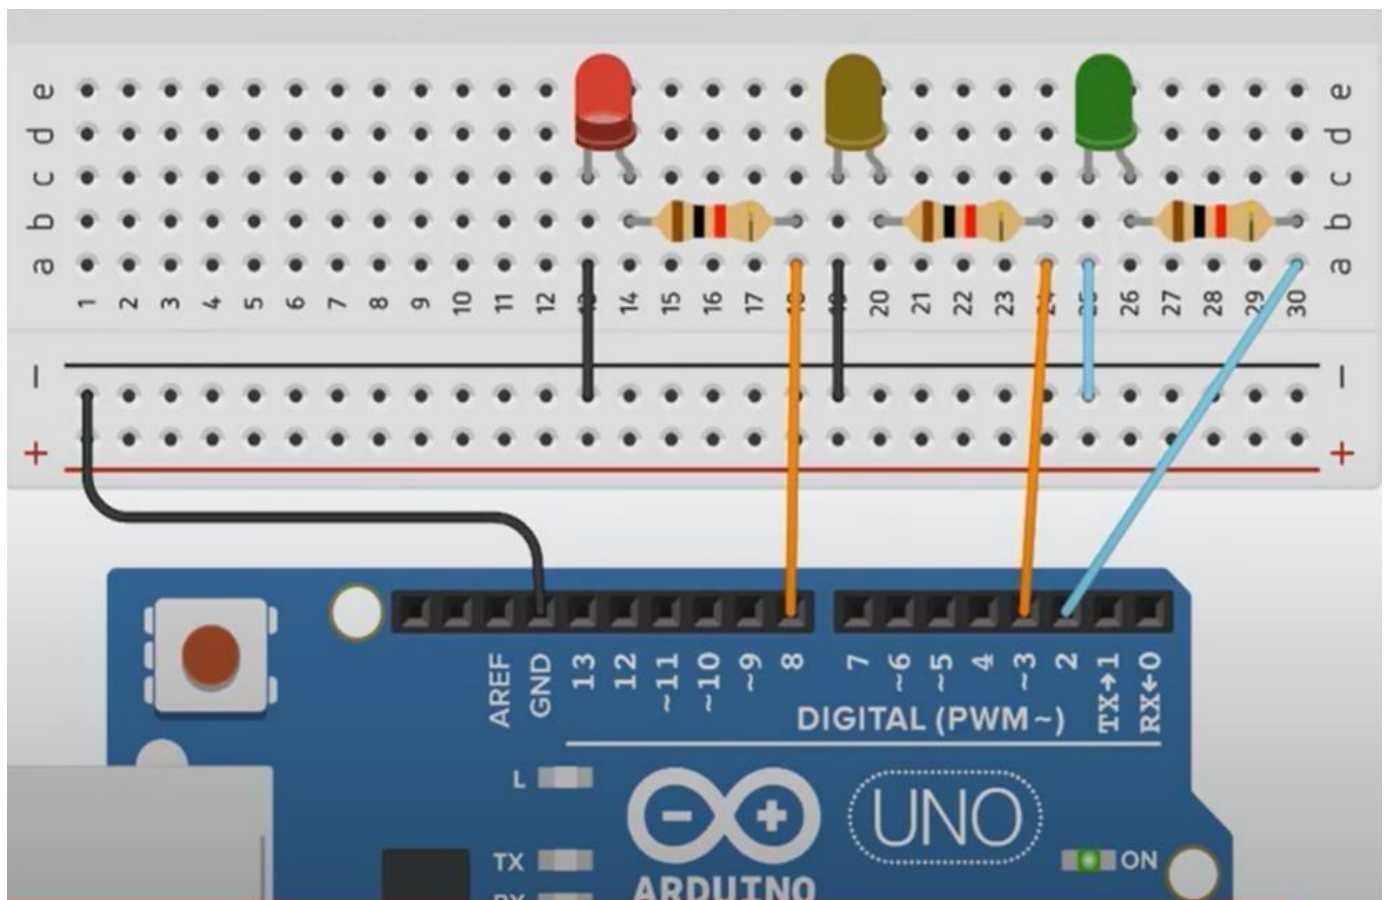 e e
d d
c c
b b
a a
1 2 3 4 5 6 7 8 9 10 11 12 13 14 15 16 17 18 19 20 21 22 23 24 25 26 27 28 29 30
− −
+ +
AREF GND 13 12 ~11 ~10 ~9 8 7 ~6 ~5 4 ~3 2 TX→1 RX←0
DIGITAL (PWM~)
L
UNO
TX ON
ARDUINO